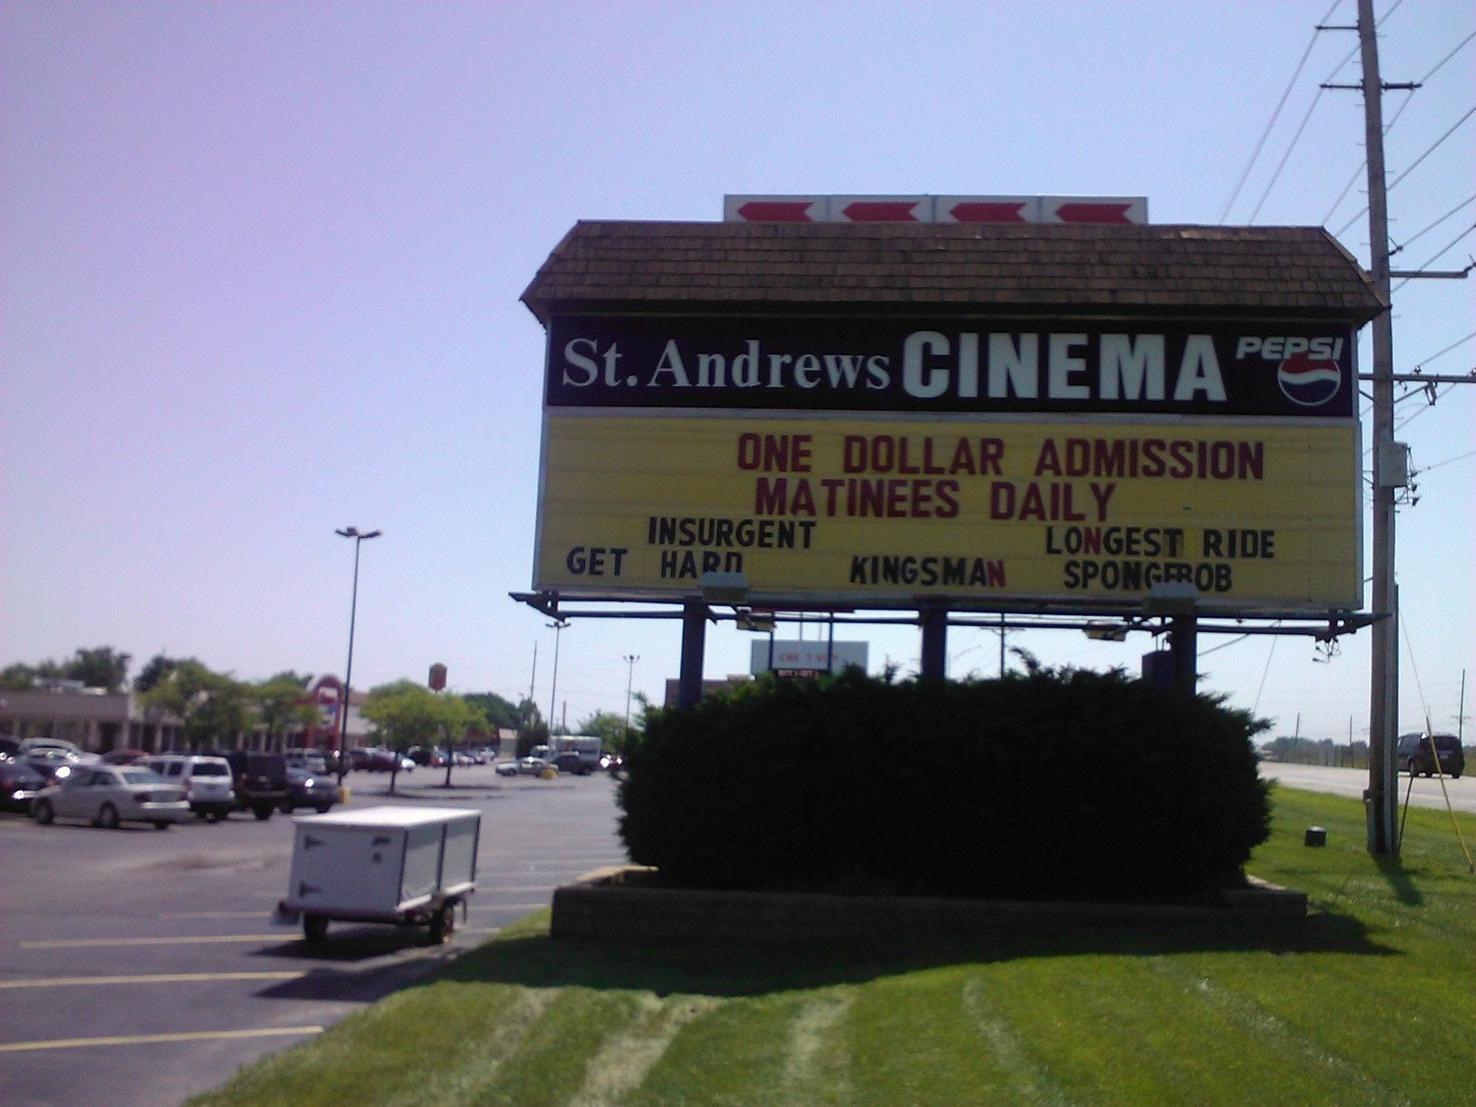 St. Andrews CINEMA PEPSI
ONE DOLLAR ADMISSION
MATINEES DAILY
INSURGENT LONGEST RIDE
GET HARD KINGSMAN SPONGEBOB